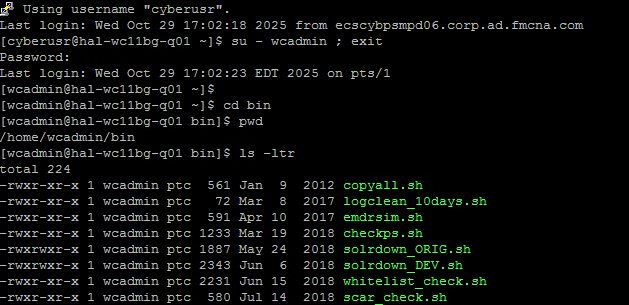 Using username "cyberusr".
Last login: Wed Oct 29 17:02:18 2025 from ecscybpsmpd06.corp.ad.fmcna.com
[cyberusr@hal-wc11bg-q01 ~]$ su - wcadmin ; exit
Password:
Last login: Wed Oct 29 17:02:23 EDT 2025 on pts/1
[wcadmin@hal-wc11bg-q01 ~]$
[wcadmin@hal-wc11bg-q01 ~]$ cd bin
[wcadmin@hal-wc11bg-q01 bin]$ pwd
/home/wcadmin/bin
[wcadmin@hal-wc11bg-q01 bin]$ ls -ltr
total 224
-rwxr-xr-x 1 wcadmin ptc  561 Jan  9  2012 copyall.sh
-rwxr-xr-x 1 wcadmin ptc   72 Mar  8  2017 logclean_10days.sh
-rwxr-xr-x 1 wcadmin ptc  591 Apr 10  2017 emdrsim.sh
-rwxr-xr-x 1 wcadmin ptc 1233 Mar 19  2018 checkps.sh
-rwxrwxr-x 1 wcadmin ptc 1887 May 24  2018 solrdown_ORIG.sh
-rwxr-xr-x 1 wcadmin ptc 2343 Jun  6  2018 solrdown_DEV.sh
-rwxr-xr-x 1 wcadmin ptc 2231 Jun 15  2018 whitelist_check.sh
-rwxr-xr-x 1 wcadmin ptc  580 Jul 14  2018 scar_check.sh